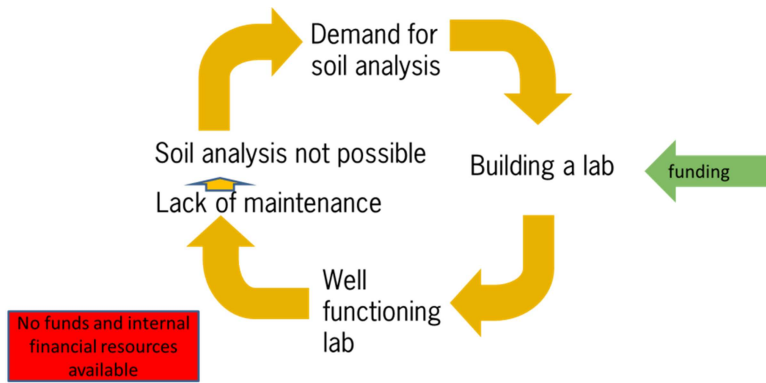 Demand for
soil analysis
Building a lab
funding
Well
functioning
lab
Lack of maintenance
Soil analysis not possible
No funds and internal
financial resources
available